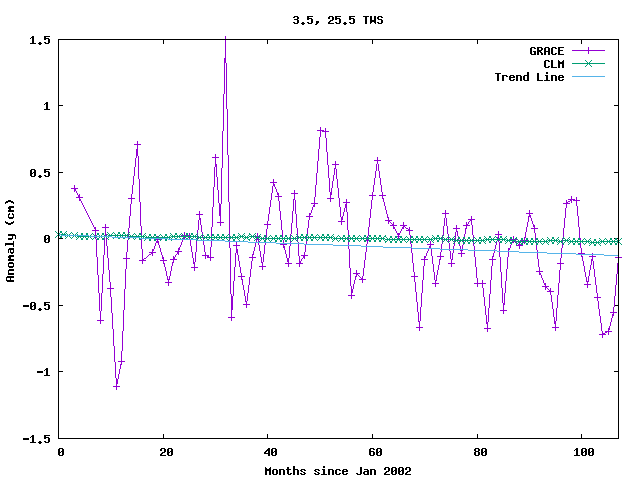 3.5, 25.5 TWS
GRACE
CLM
Trend Line
Anomaly (cm)
1.5
1
0.5
0
-0.5
-1
-1.5
0 20 40 60 80 100
Months since Jan 2002